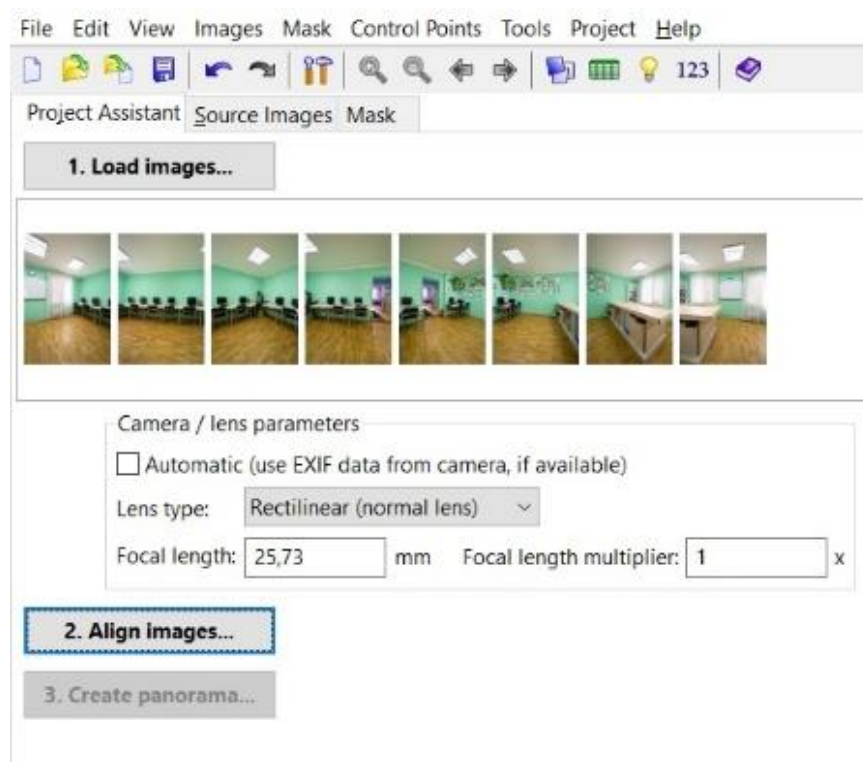 File Edit View Images Mask Control Points Tools Project Help
123
Project Assistant Source Images Mask
1. Load images...
Camera / lens parameters
Automatic (use EXIF data from camera, if available)
Lens type: Rectilinear (normal lens)
Focal length: 25,73 mm Focal length multiplier: 1 x
2. Align images...
3. Create panorama...